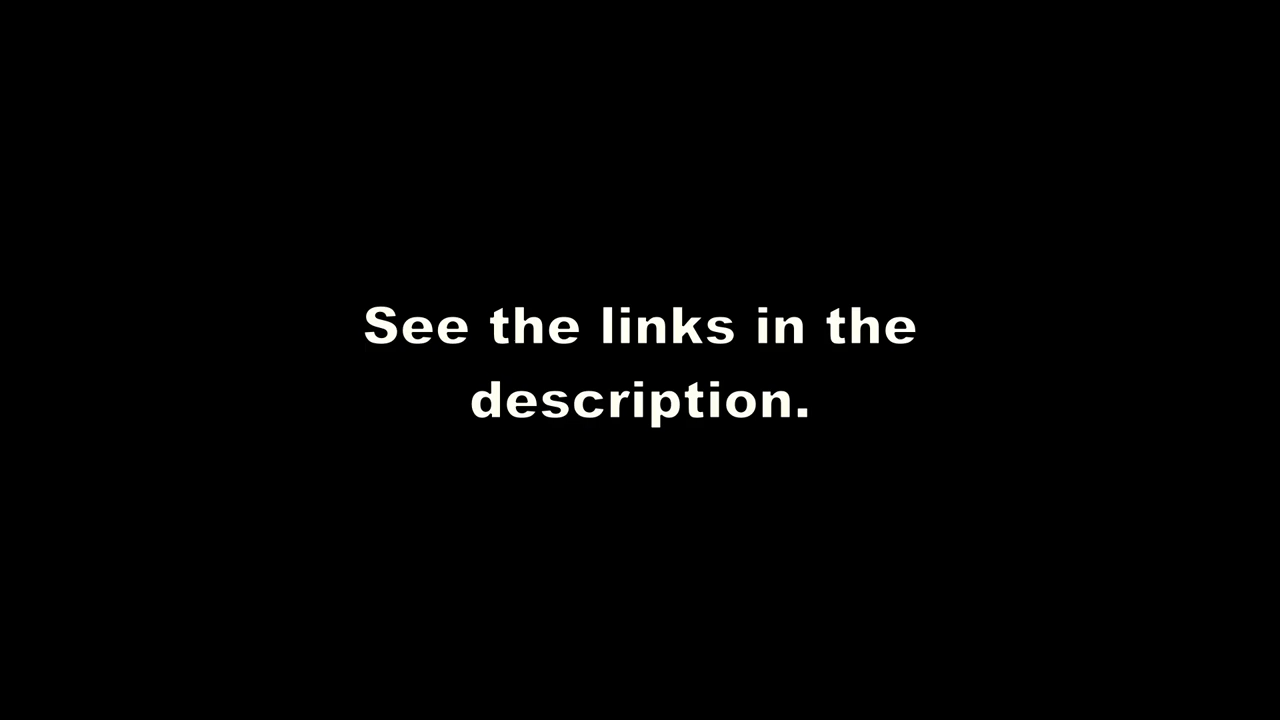 See the links in the
description.